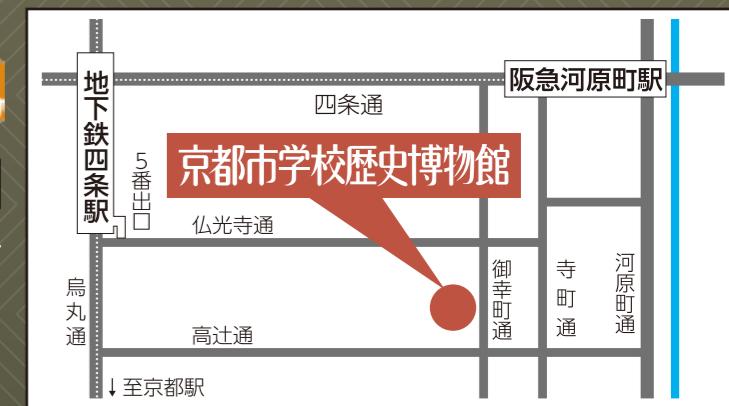 阪急河原町駅
地下鉄四条駅
四条通
京都市学校歴史博物館
5番出口
仏光寺通
御幸町通
寺町通
河原町通
烏丸通
高辻通
↓至京都駅